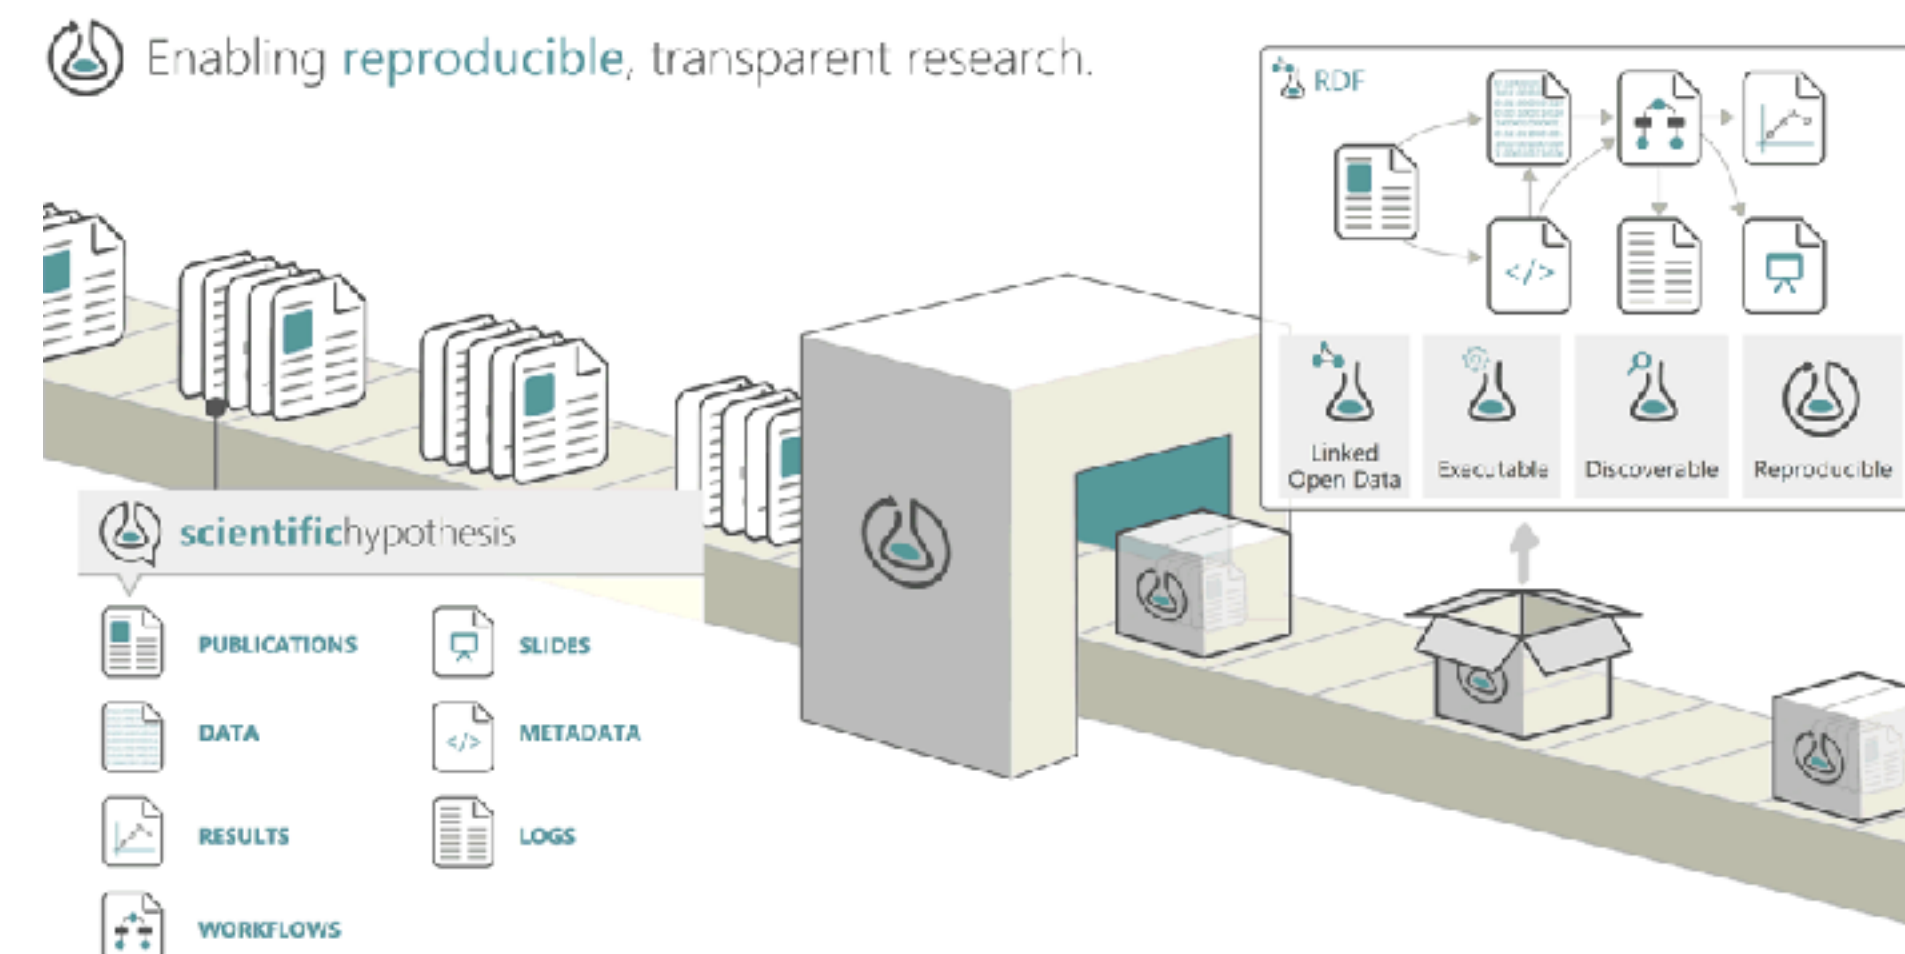 Enabling reproducible, transparent research.
RDF
Linked
Open Data
Executable
Discoverable
Reproducible
scientifichypothesis
PUBLICATIONS
SLIDES
DATA
METADATA
</>
RESULTS
LOGS
WORKFLOWS